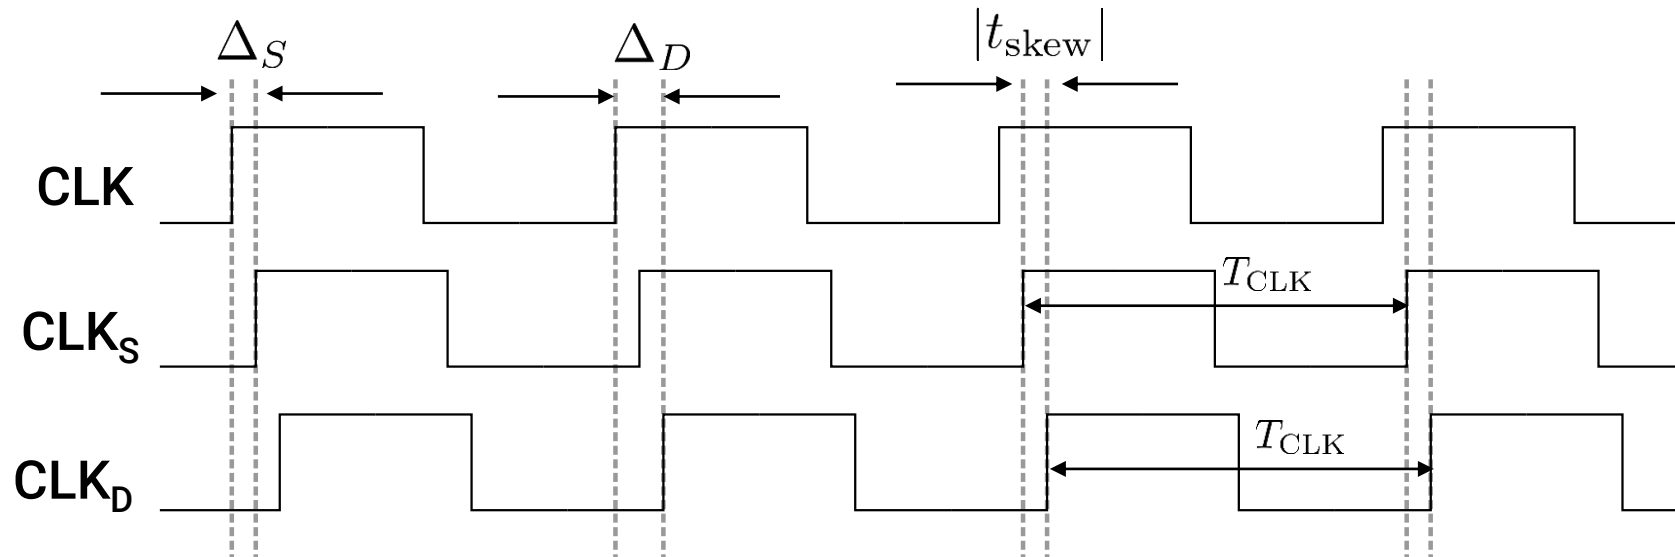 Δ_S Δ_D |t_skew|
CLK
T_CLK
CLK_S
T_CLK
CLK_D